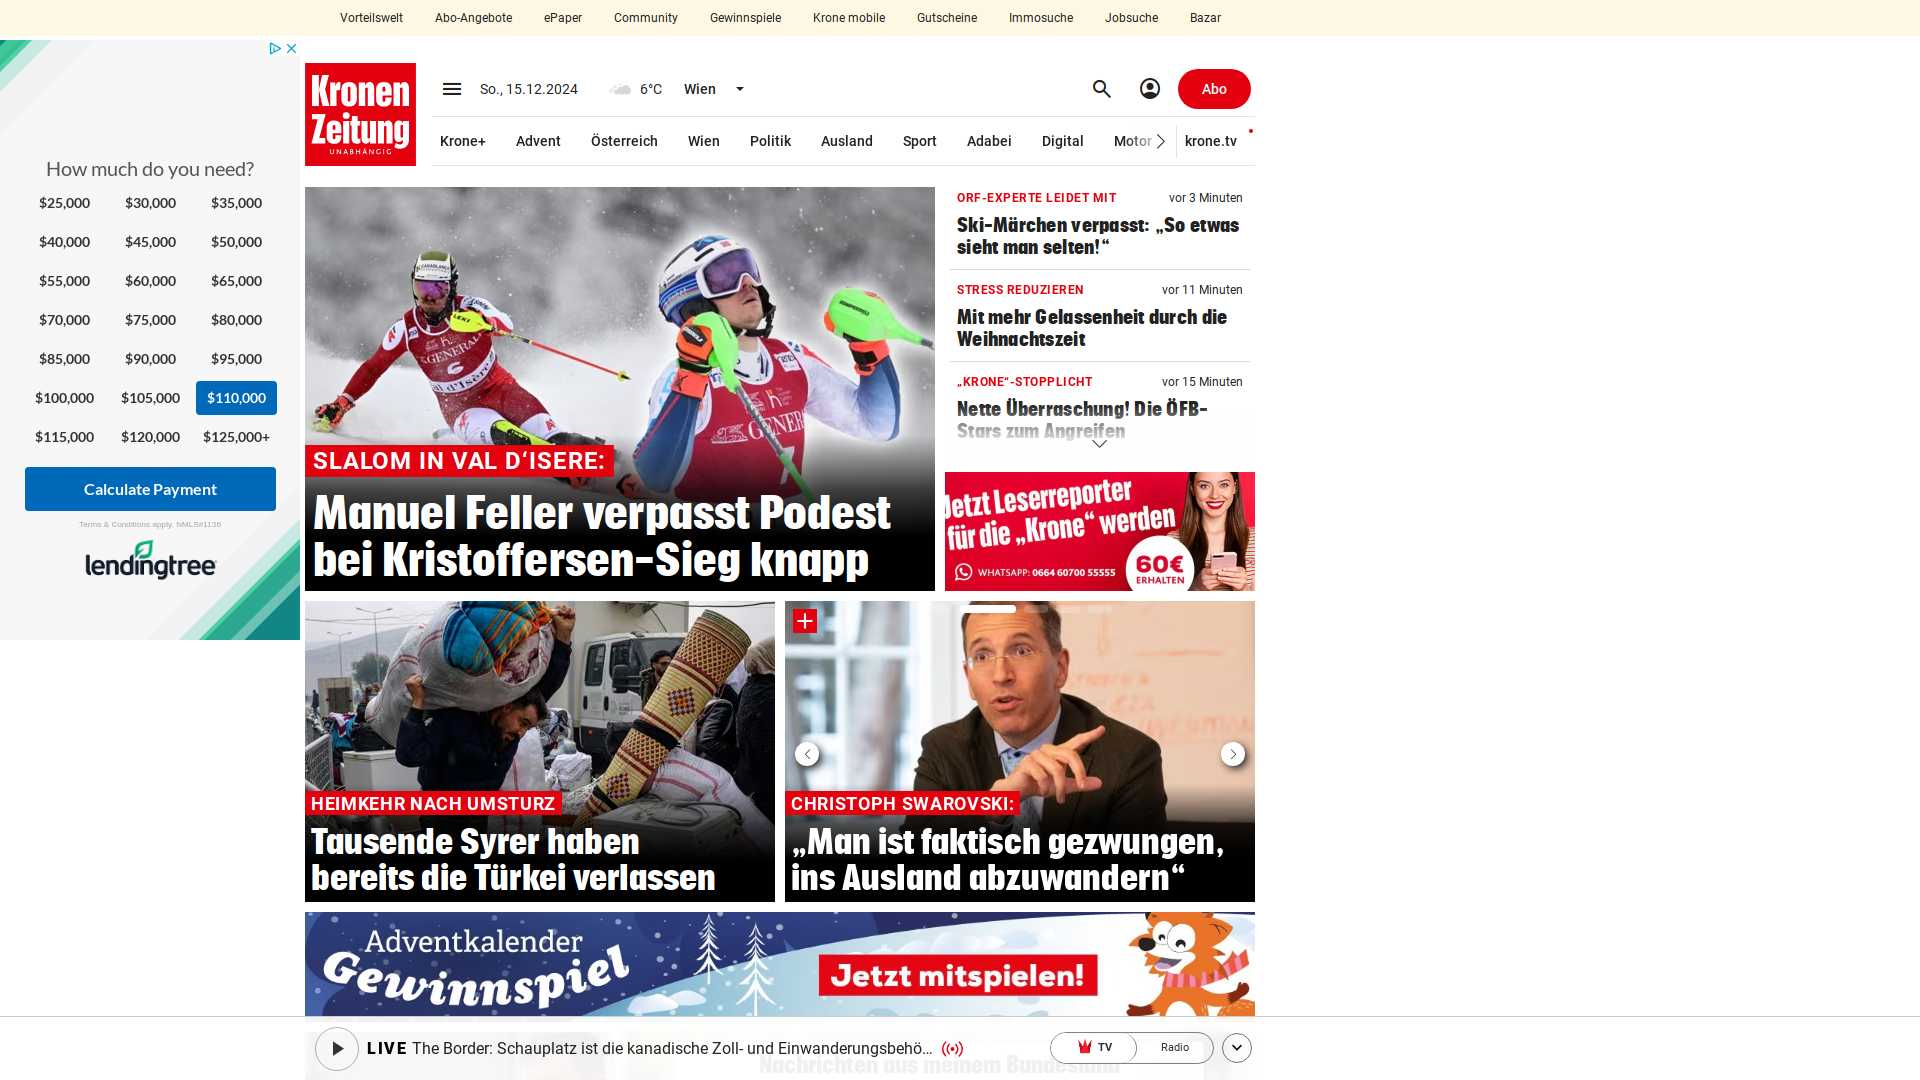 Vorteilswelt
Abo-Angebote
ePaper
Community
Gewinnspiele
Krone mobile
Gutscheine
Immosuche
Jobsuche
Bazar
Kronen
Zeitung
UNABHÄNGIG
So., 15.12.2024
6°C
Wien
Abo
Krone+
Advent
Österreich
Wien
Politik
Ausland
Sport
Adabei
Digital
Motor
krone.tv
How much do you need?
$25,000 $30,000 $35,000
$40,000 $45,000 $50,000
$55,000 $60,000 $65,000
$70,000 $75,000 $80,000
$85,000 $90,000 $95,000
$100,000 $105,000 $110,000
$115,000 $120,000 $125,000+
Calculate Payment
Terms & Conditions apply. NMLS#1136
lendingtree
SLALOM IN VAL D‘ISERE:
Manuel Feller verpasst Podest
bei Kristoffersen-Sieg knapp
ORF-EXPERTE LEIDET MIT
vor 3 Minuten
Ski-Märchen verpasst: „So etwas
sieht man selten!“
STRESS REDUZIEREN
vor 11 Minuten
Mit mehr Gelassenheit durch die
Weihnachtszeit
„KRONE“-STOPPLICHT
vor 15 Minuten
Nette Überraschung! Die ÖFB-
Stars zum Angreifen
Jetzt Leserreporter
für die „Krone“ werden
WHATSAPP: 0664 60700 55555
60€
ERHALTEN
HEIMKEHR NACH UMSTURZ
Tausende Syrer haben
bereits die Türkei verlassen
CHRISTOPH SWAROVSKI:
„Man ist faktisch gezwungen,
ins Ausland abzuwandern“
Adventkalender
Gewinnspiel
Jetzt mitspielen!
LIVE The Border: Schauplatz ist die kanadische Zoll- und Einwanderungsbehö...
TV
Radio
Nachrichten aus meinem Bundesland